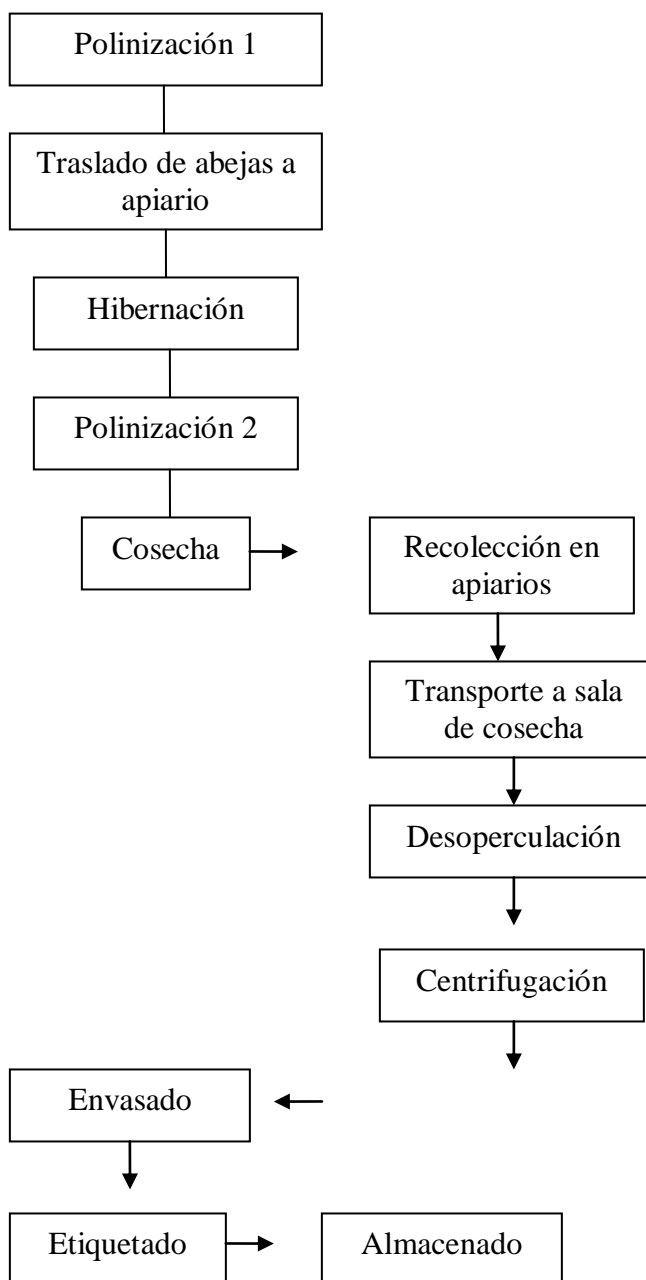 Polinización 1
Traslado de abejas a
apiario
Hibernación
Polinización 2
Cosecha
Recolección en
apiarios
Transporte a sala
de cosecha
Desoperculación
Centrifugación
Envasado
Etiquetado
Almacenado